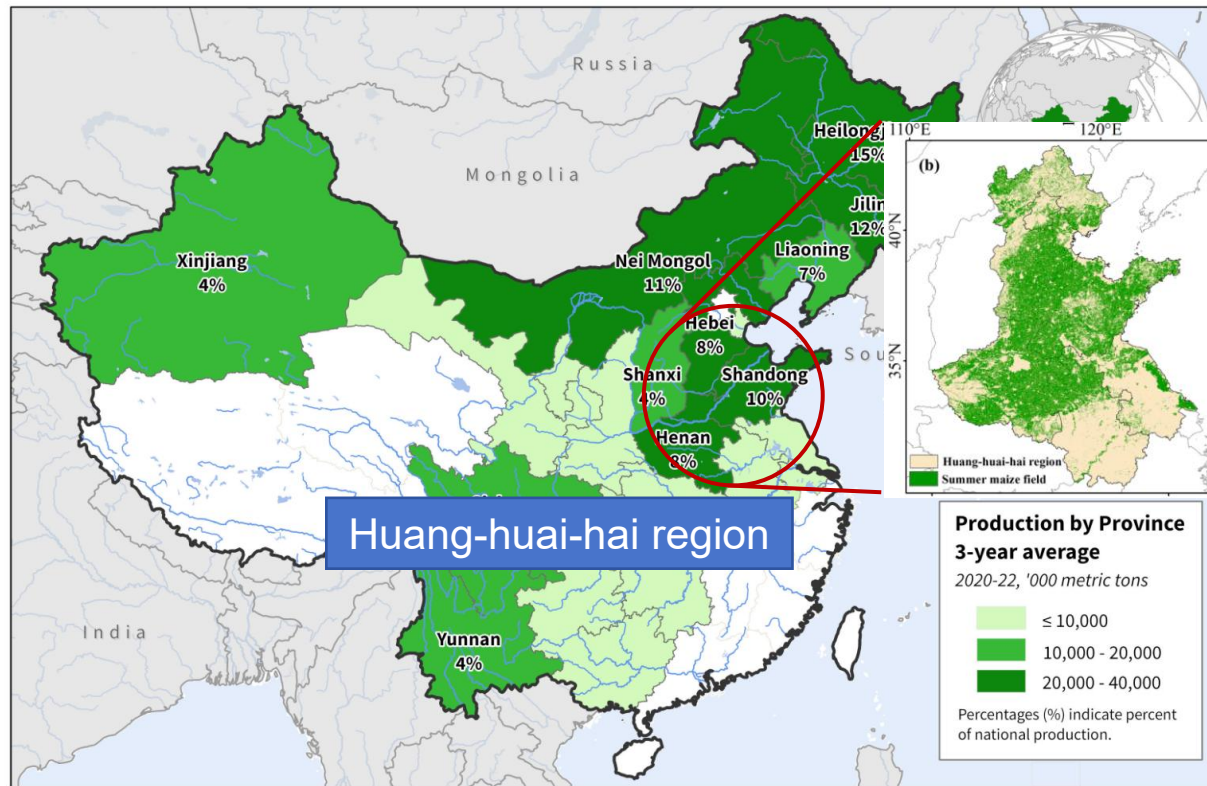 Russia
Mongolia
Heilongj
15%
Jilin
12%
Liaoning
7%
Nei Mongol
11%
Xinjiang
4%
Hebei
8%
Shanxi
4%
Shandong
10%
Henan
8%
Sou
Huang-huai-hai region
India
Yunnan
4%
110°E
120°E
(b)
40°N
35°N
Huang-huai-hai region
Summer maize field
Production by Province
3-year average
2020-22, '000 metric tons
≤ 10,000
10,000 - 20,000
20,000 - 40,000
Percentages (%) indicate percent
of national production.